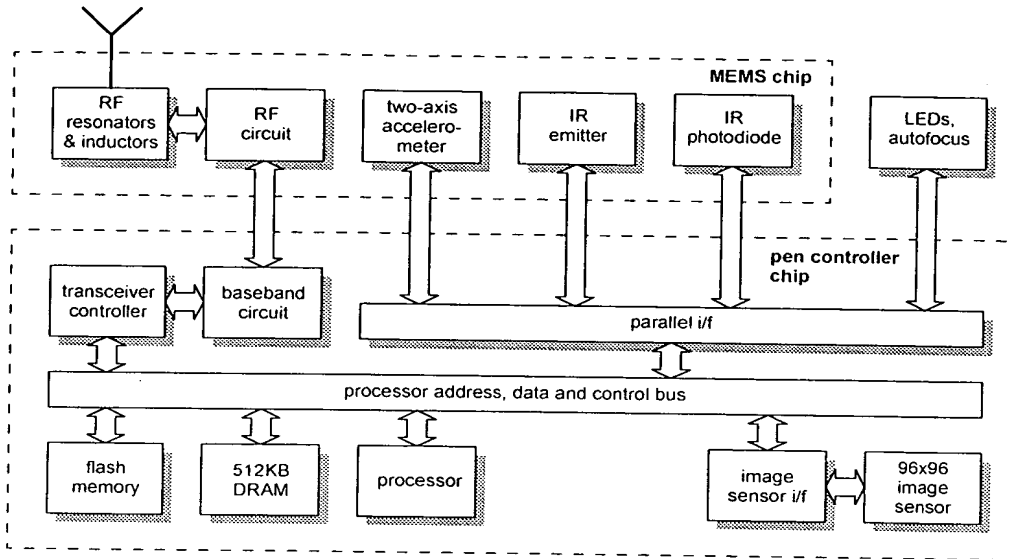 MEMS chip
RF
resonators
& inductors
RF
circuit
two-axis
accelero-
meter
IR
emitter
IR
photodiode
LEDs,
autofocus
pen controller
chip
transceiver
controller
baseband
circuit
parallel i/f
processor address, data and control bus
flash
memory
512KB
DRAM
processor
image
sensor i/f
96x96
image
sensor